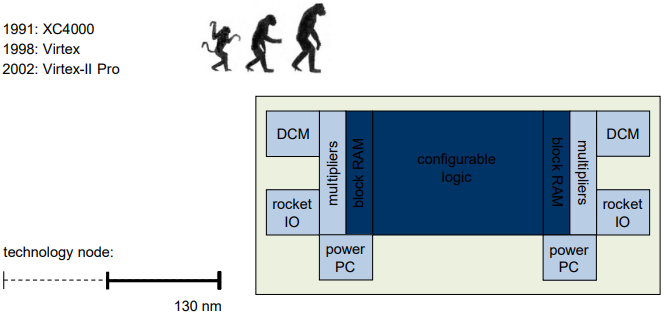 1991: XC4000
1998: Virtex
2002: Virtex-II Pro
DCM
multipliers
block RAM
configurable
logic
block RAM
multipliers
DCM
rocket
IO
rocket
IO
power
PC
power
PC
technology node:
130 nm